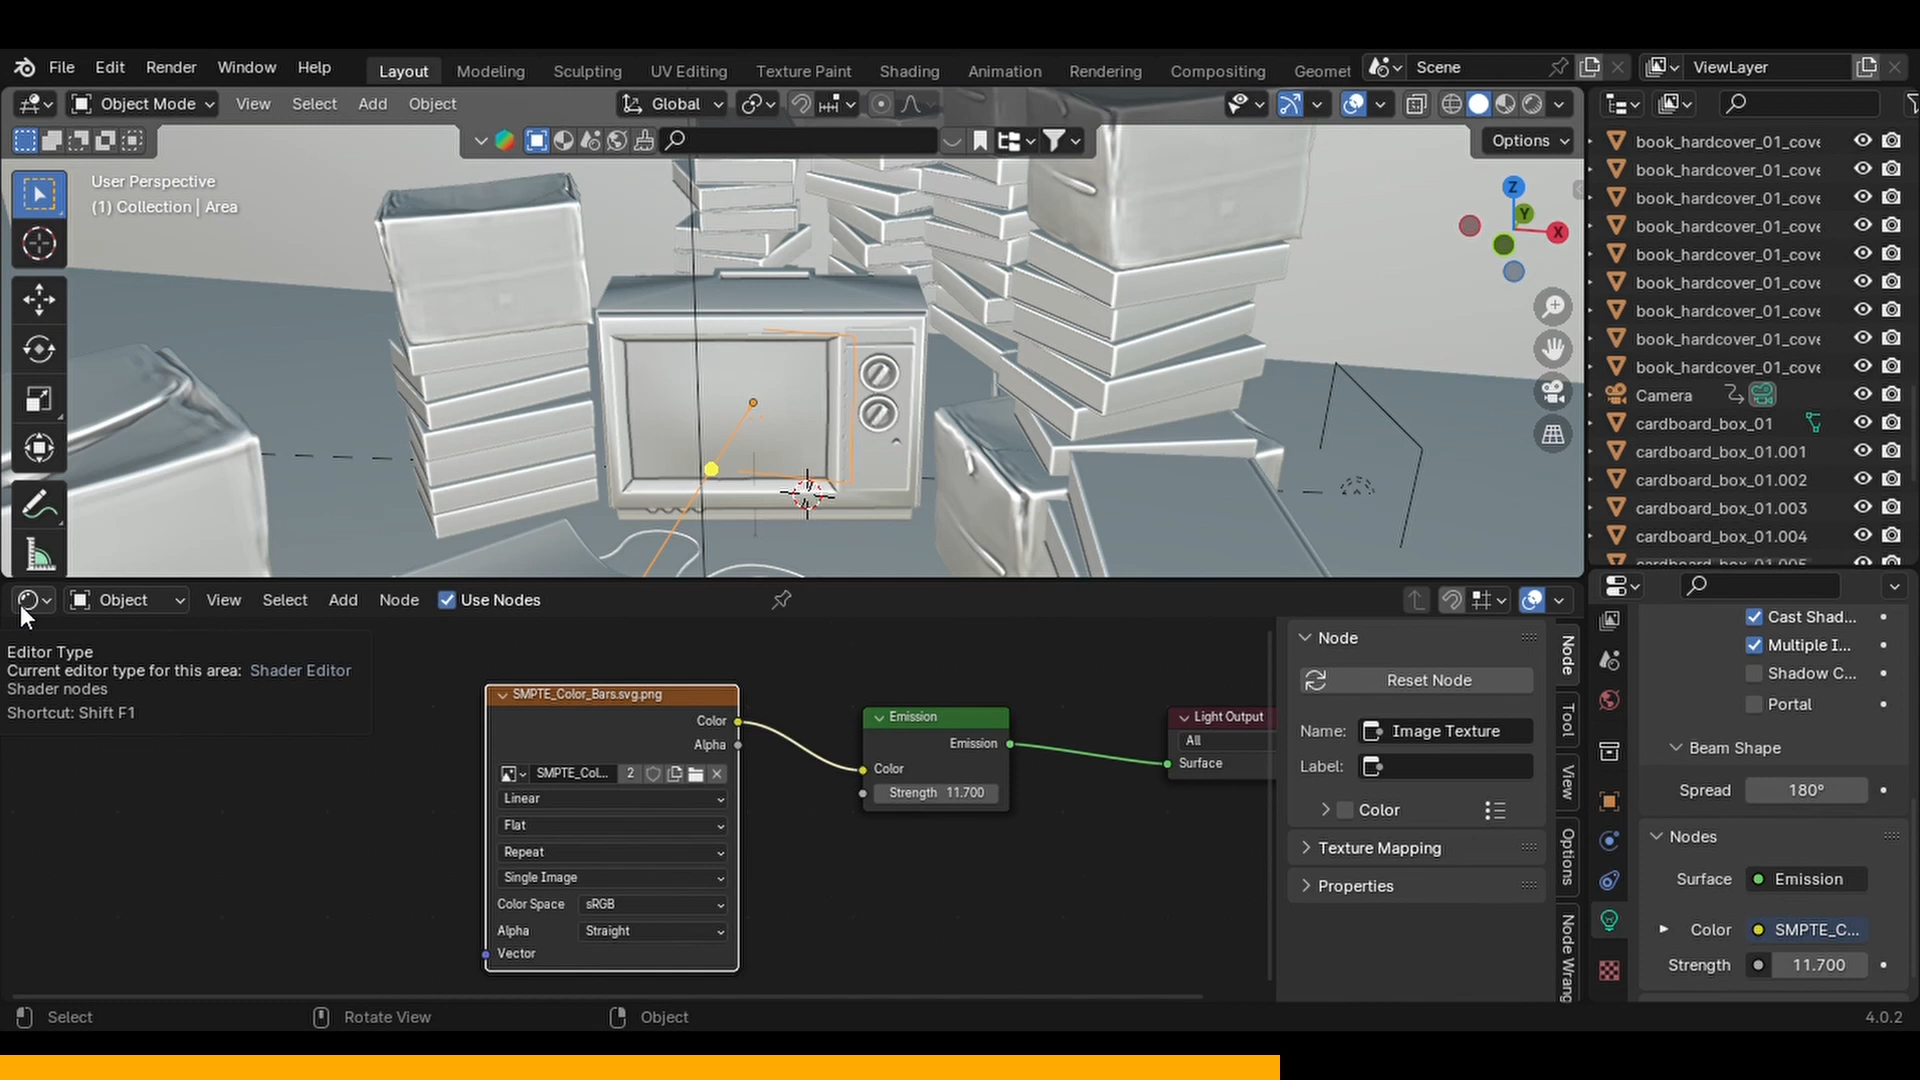 File Edit Render Window Help
Layout Modeling Sculpting UV Editing Texture Paint Shading Animation Rendering Compositing Geomet
Scene
ViewLayer
Object Mode View Select Add Object
Global
Options
User Perspective
(1) Collection | Area
Z
Y
X
book_hardcover_01_cove
book_hardcover_01_cove
book_hardcover_01_cove
book_hardcover_01_cove
book_hardcover_01_cove
book_hardcover_01_cove
book_hardcover_01_cove
book_hardcover_01_cove
book_hardcover_01_cove
Camera
cardboard_box_01
cardboard_box_01.001
cardboard_box_01.002
cardboard_box_01.003
cardboard_box_01.004
cardboard_box_01.005
Object View Select Add Node Use Nodes
Editor Type
Current editor type for this area: Shader Editor
Shader nodes
Shortcut: Shift F1
SMPTE_Color_Bars.svg.png
Color
Alpha
SMPTE_Col... 2
Linear
Flat
Repeat
Single Image
Color Space sRGB
Alpha Straight
Vector
Emission
Emission
Color
Strength 11.700
Light Output
All
Surface
Node
Reset Node
Name: Image Texture
Label:
Color
Texture Mapping
Properties
Node
Tool
View
Options
Node Wrang
Cast Shad...
Multiple I...
Shadow C...
Portal
Beam Shape
Spread 180°
Nodes
Surface Emission
Color SMPTE_C...
Strength 11.700
Select Rotate View Object
4.0.2